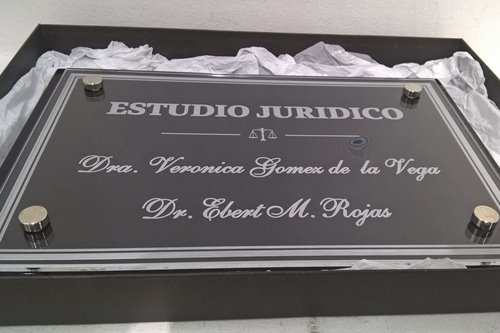 ESTUDIO JURIDICO
Dra. Veronica Gomez de la Vega
Dr. Ebert M. Rojas